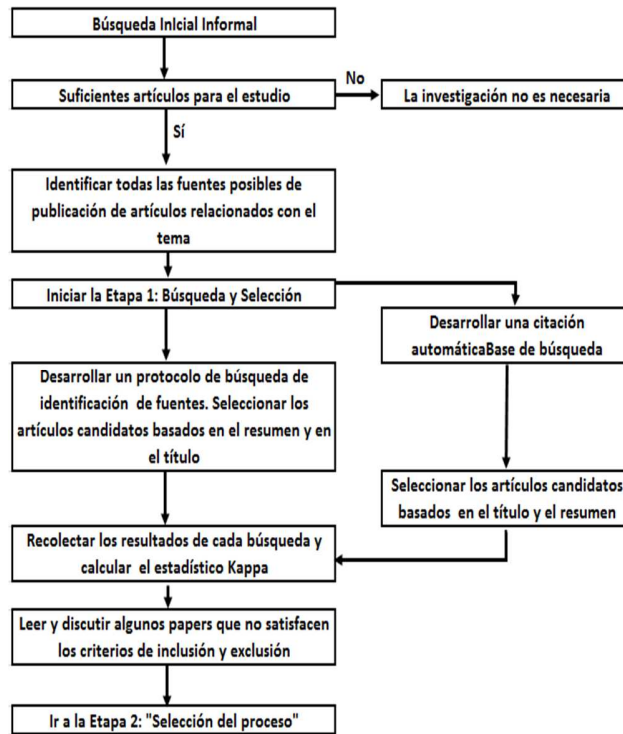 Búsqueda InIcial Informal
Suficientes artículos para el estudio
No
La investigación no es necesaria
Sí
Identificar todas las fuentes posibles de
publicación de artículos relacionados con el
tema
Iniciar la Etapa 1: Búsqueda y Selección
Desarrollar una citación
automáticaBase de búsqueda
Desarrollar un protocolo de búsqueda de
identificación de fuentes. Seleccionar los
artículos candidatos basados en el resumen y en
el título
Seleccionar los artículos candidatos
basados en el título y el resumen
Recolectar los resultados de cada búsqueda y
calcular el estadístico Kappa
Leer y discutir algunos papers que no satisfacen
los criterios de inclusión y exclusión
Ir a la Etapa 2: "Selección del proceso"